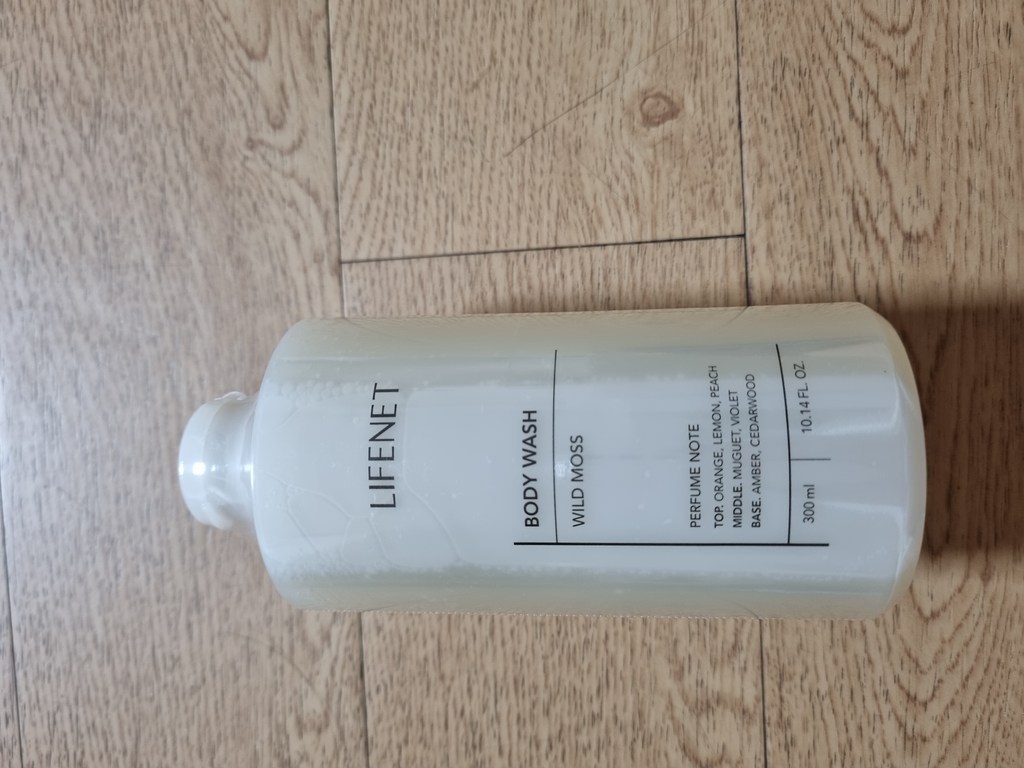 LIFENET
BODY WASH
WILD MOSS
PERFUME NOTE
TOP. ORANGE, LEMON, PEACH
MIDDLE. MUGUET, VIOLET
BASE. AMBER, CEDARWOOD
300 ml 10.14 FL. OZ.